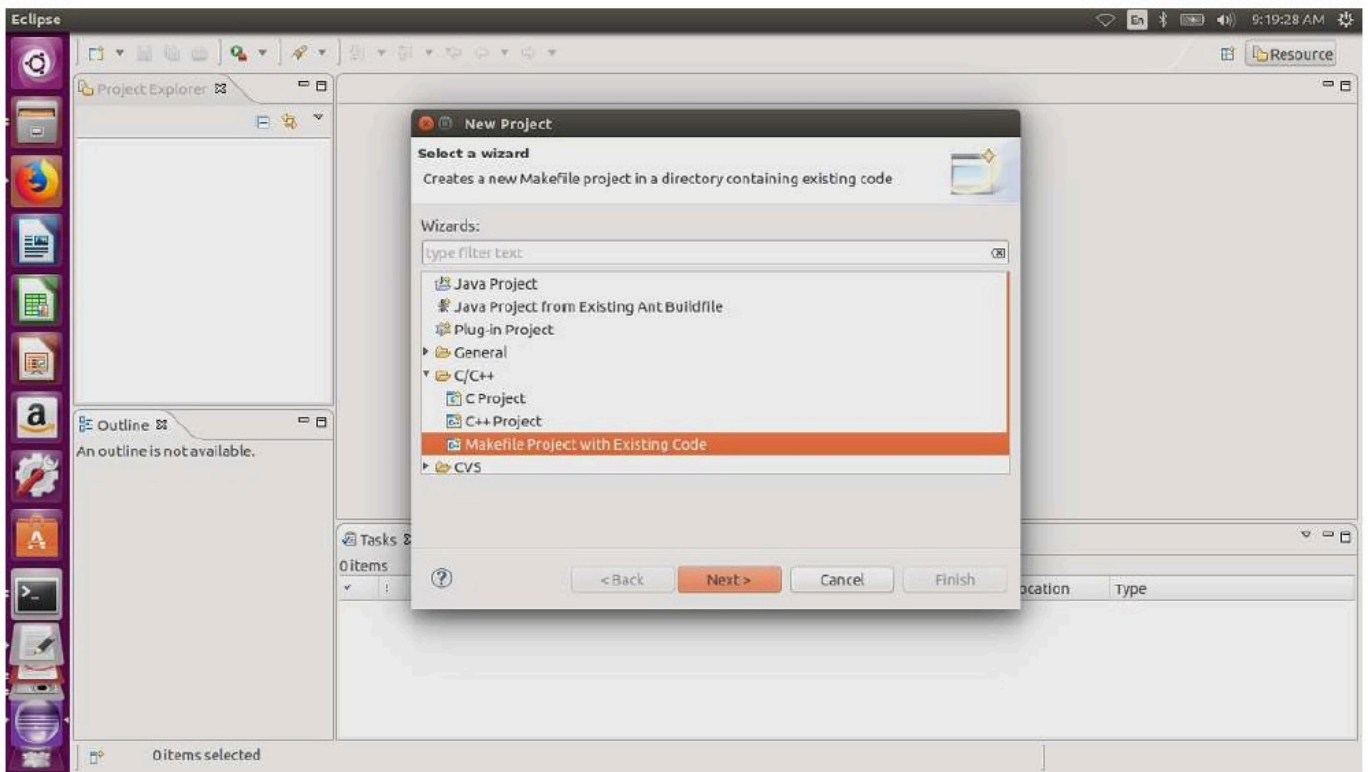 Eclipse
En
9:19:28 AM
Resource
Project Explorer
New Project
Select a wizard
Creates a new Makefile project in a directory containing existing code
Wizards:
type filter text
Java Project
Java Project from Existing Ant Buildfile
Plug-in Project
General
C/C++
C Project
C++ Project
Makefile Project with Existing Code
CVS
Outline
An outline is not available.
Tasks
0 items
< Back
Next >
Cancel
Finish
ocation
Type
0 items selected